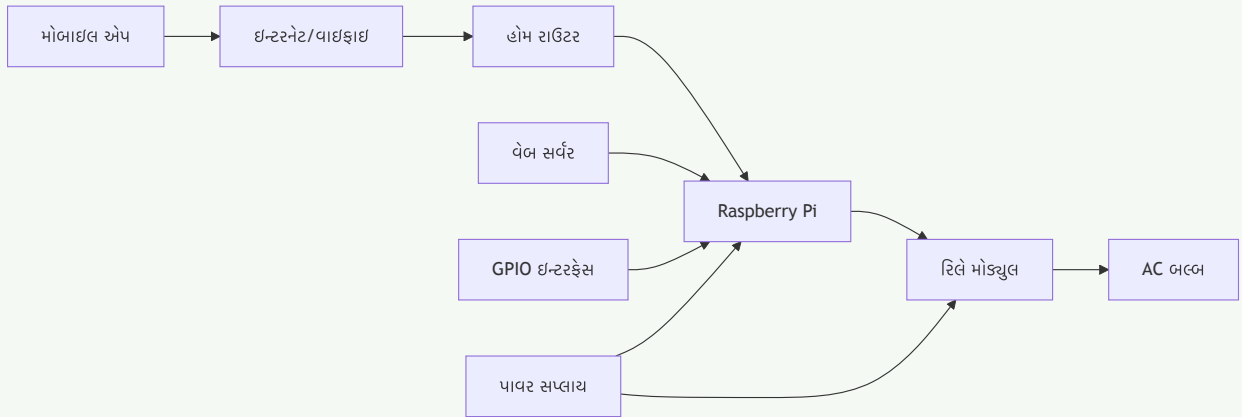 મોબાઇલ એપ
ઇન્ટરનેટ/વાઇફાઇ
હોમ રાઉટર
વેબ સર્વર
Raspberry Pi
GPIO ઇન્ટરફેસ
રિલે મોડ્યુલ
AC બલ્બ
પાવર સપ્લાય